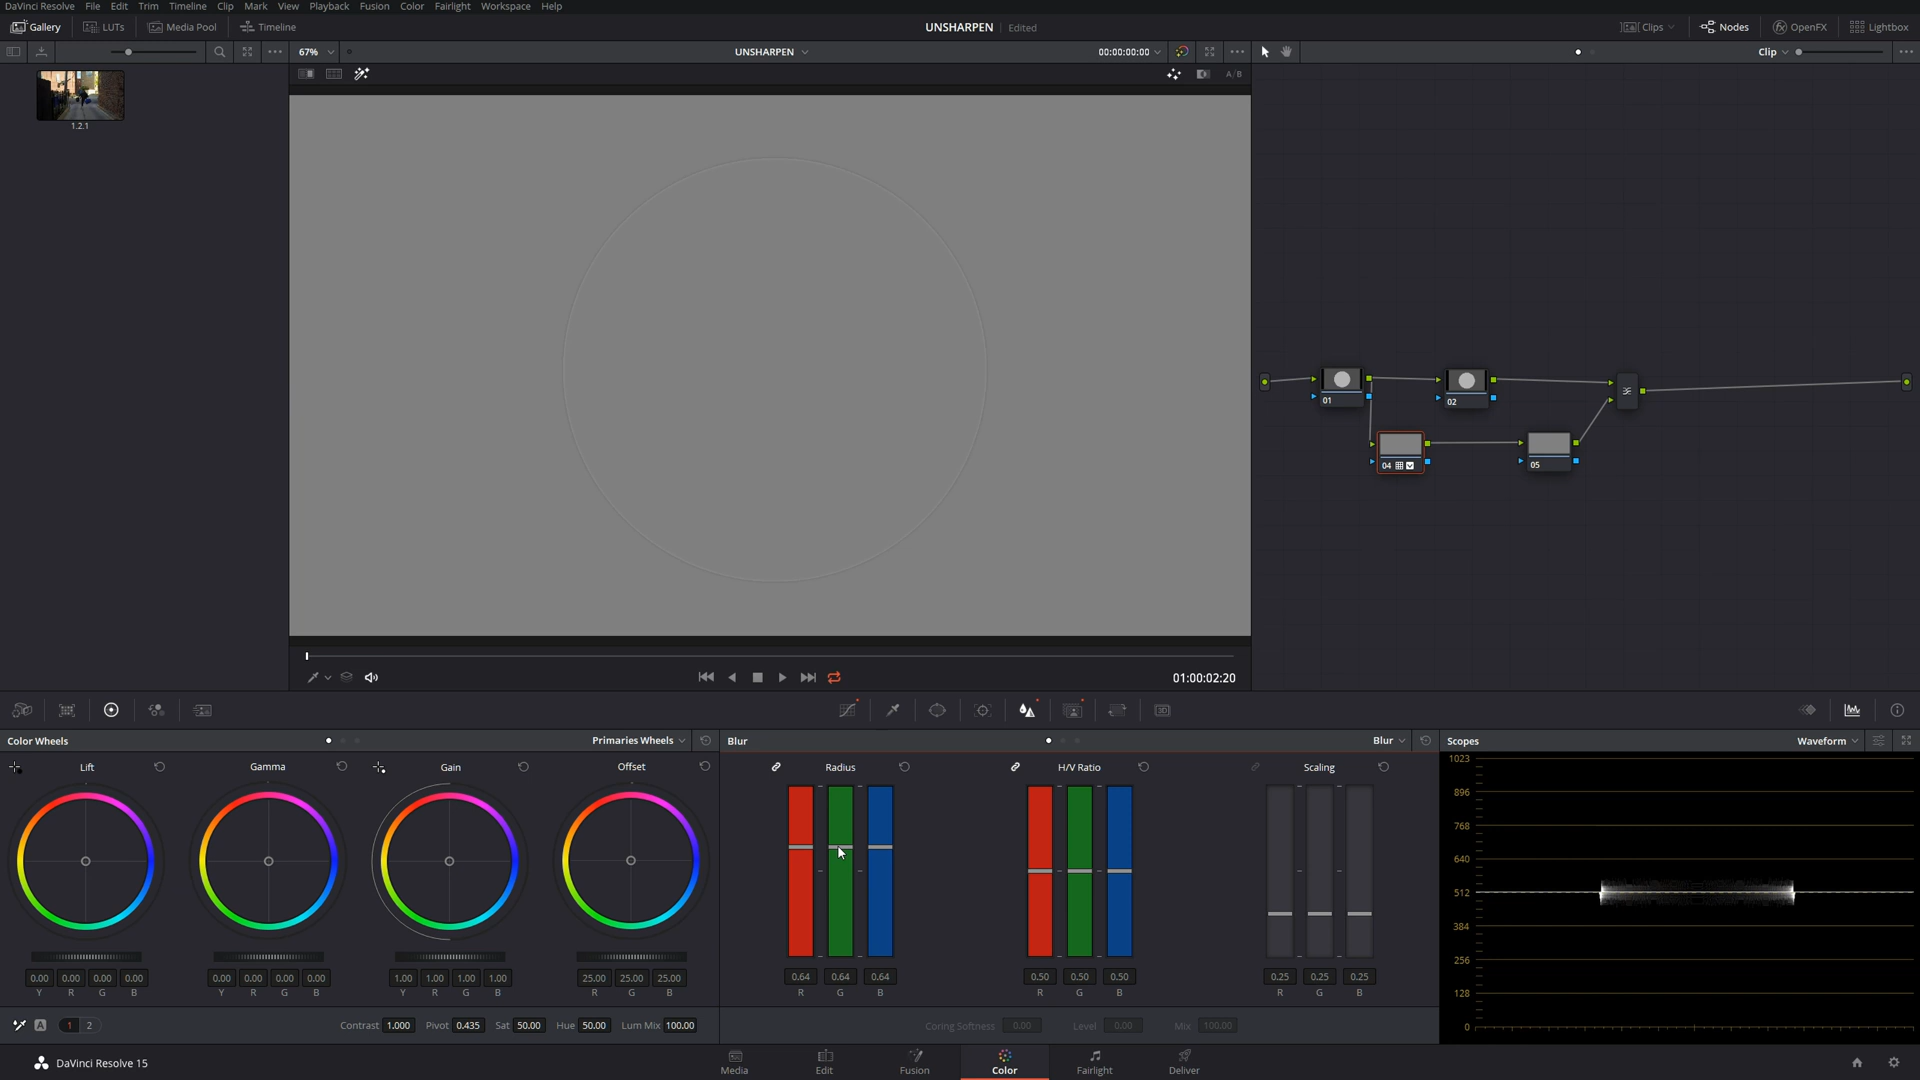 DaVinci Resolve File Edit Trim Timeline Clip Mark View Playback Fusion Color Fairlight Workspace Help
Gallery LUTs Media Pool Timeline UNSHARPEN Edited Clips Nodes OpenFX Lightbox
67% UNSHARPEN 00:00:00:00 Clip
A/B
1.2.1
01 02
04 05
01:00:02:20
Color Wheels Primaries Wheels Blur Blur Scopes Waveform
Lift Gamma Gain Offset Radius H/V Ratio Scaling
1023
896
768
640
512
384
256
128
0
0.00 0.00 0.00 0.00 0.00 0.00 0.00 0.00 1.00 1.00 1.00 1.00 25.00 25.00 25.00 0.64 0.64 0.64 0.50 0.50 0.50 0.25 0.25 0.25
Y R G B Y R G B Y R G B R G B R G B R G B R G B
A 1 2 Contrast 1.000 Pivot 0.435 Sat 50.00 Hue 50.00 Lum Mix 100.00 Coring Softness 0.00 Level 0.00 Mix 100.00
DaVinci Resolve 15 Media Edit Fusion Color Fairlight Deliver